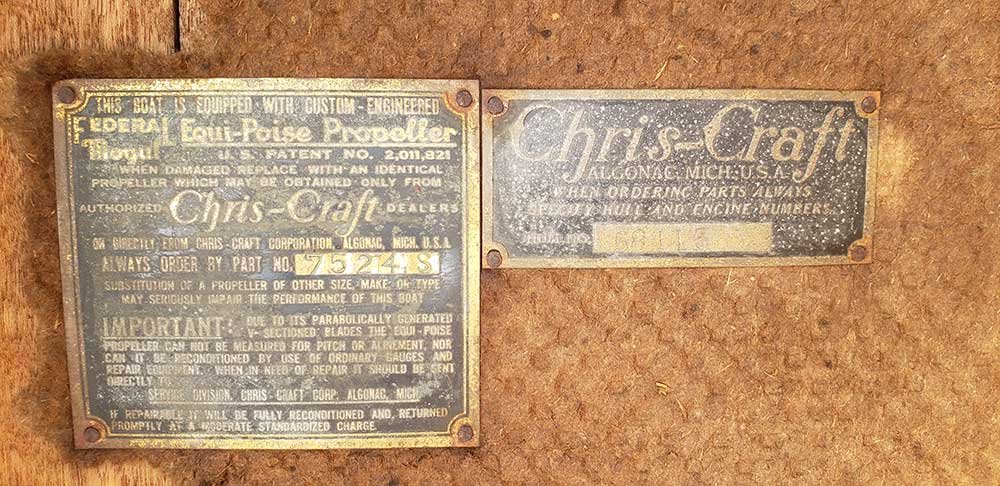 THIS BOAT IS EQUIPPED WITH CUSTOM-ENGINEERED
FEDERAL Mogul Equi-Poise Propeller
U.S. PATENT NO. 2,011,821
WHEN DAMAGED REPLACE WITH AN IDENTICAL
PROPELLER WHICH MAY BE OBTAINED ONLY FROM
AUTHORIZED Chris-Craft DEALERS
OR DIRECTLY FROM CHRIS-CRAFT CORPORATION, ALGONAC, MICH. U.S.A.
ALWAYS ORDER BY PART NO. 7524 S
SUBSTITUTION OF A PROPELLER OF OTHER SIZE, MAKE, OR TYPE
MAY SERIOUSLY IMPAIR THE PERFORMANCE OF THIS BOAT
IMPORTANT: DUE TO ITS PARABOLICALLY GENERATED
V-SECTIONED BLADES THE EQUI-POISE
PROPELLER CAN NOT BE MEASURED FOR PITCH OR ALINEMENT, NOR
CAN IT BE RECONDITIONED BY USE OF ORDINARY GAUGES AND
REPAIR EQUIPMENT. WHEN IN NEED OF REPAIR IT SHOULD BE SENT
DIRECTLY TO
SERVICE DIVISION, CHRIS-CRAFT CORP. ALGONAC, MICH.
IF REPAIRABLE IT WILL BE FULLY RECONDITIONED AND RETURNED
PROMPTLY AT A MODERATE STANDARDIZED CHARGE
Chris-Craft
ALGONAC, MICH. U.S.A.
WHEN ORDERING PARTS ALWAYS
SPECIFY HULL AND ENGINE NUMBERS.
HULL NO.